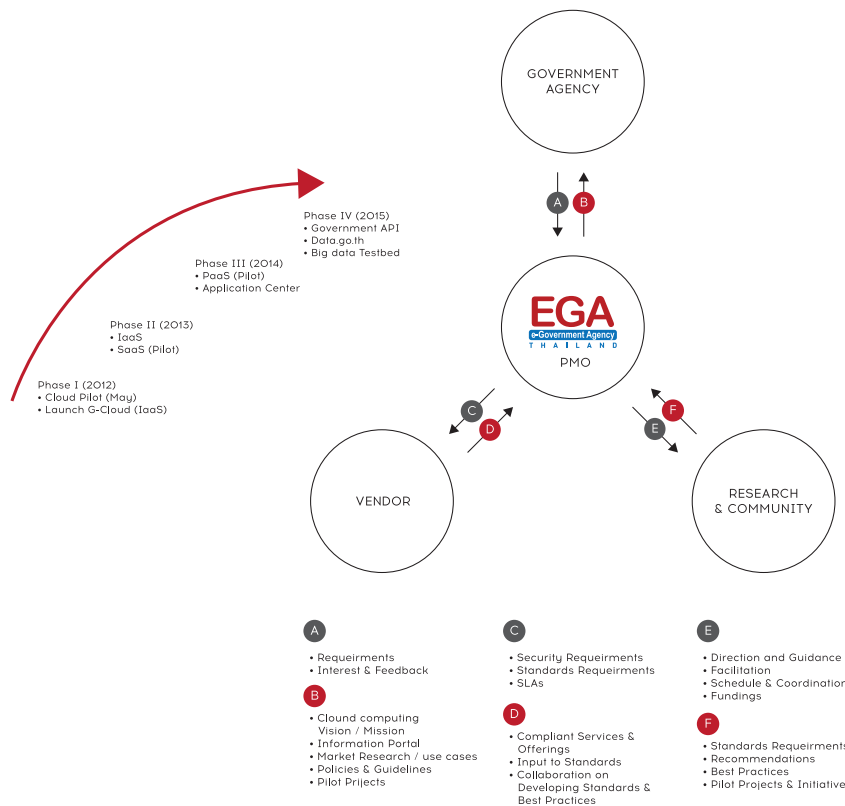 GOVERNMENT
AGENCY
A
B
Phase IV (2015)
• Government API
• Data.go.th
• Big data Testbed
Phase III (2014)
• PaaS (Pilot)
• Application Center
Phase II (2013)
• IaaS
• SaaS (Pilot)
Phase I (2012)
• Cloud Pilot (May)
• Launch G-Cloud (IaaS)
EGA
e-Government Agency
THAILAND
PMO
C
D
F
E
VENDOR
RESEARCH
& COMMUNITY
A
• Requeirments
• Interest & Feedback
B
• Clound computing
Vision / Mission
• Information Portal
• Market Research / use cases
• Policies & Guidelines
• Pilot Prijects
C
• Security Requeirments
• Standards Requeirments
• SLAs
D
• Compliant Services &
Offerings
• Input to Standards
• Collaboration on
Developing Standards &
Best Practices
E
• Direction and Guidance
• Facilitation
• Schedule & Coordination
• Fundings
F
• Standards Requeirments
• Recommendations
• Best Practices
• Pilot Projects & Initiative